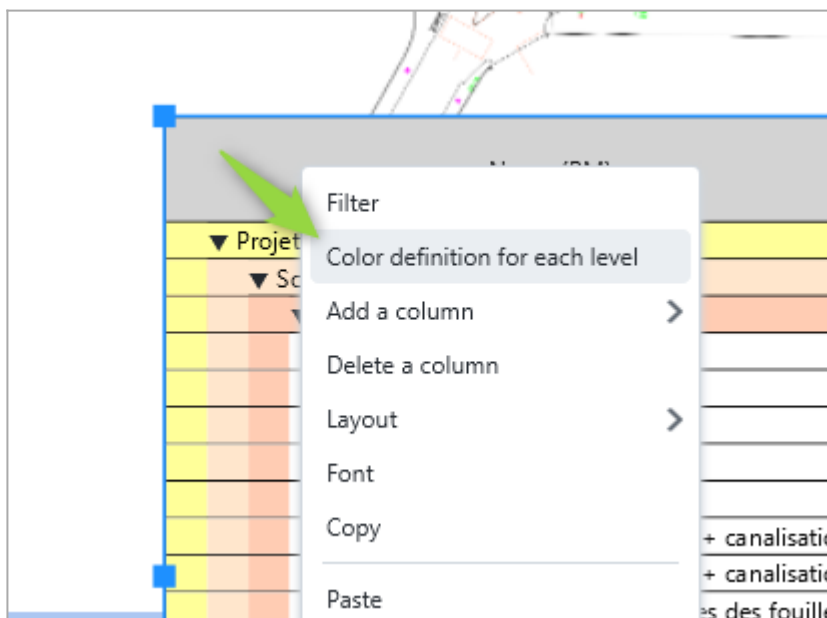 Filter
Projet
Color definition for each level
Add a column
Delete a column
Layout
Font
Copy
+ canalisatio
+ canalisatio
Paste
es des fouille